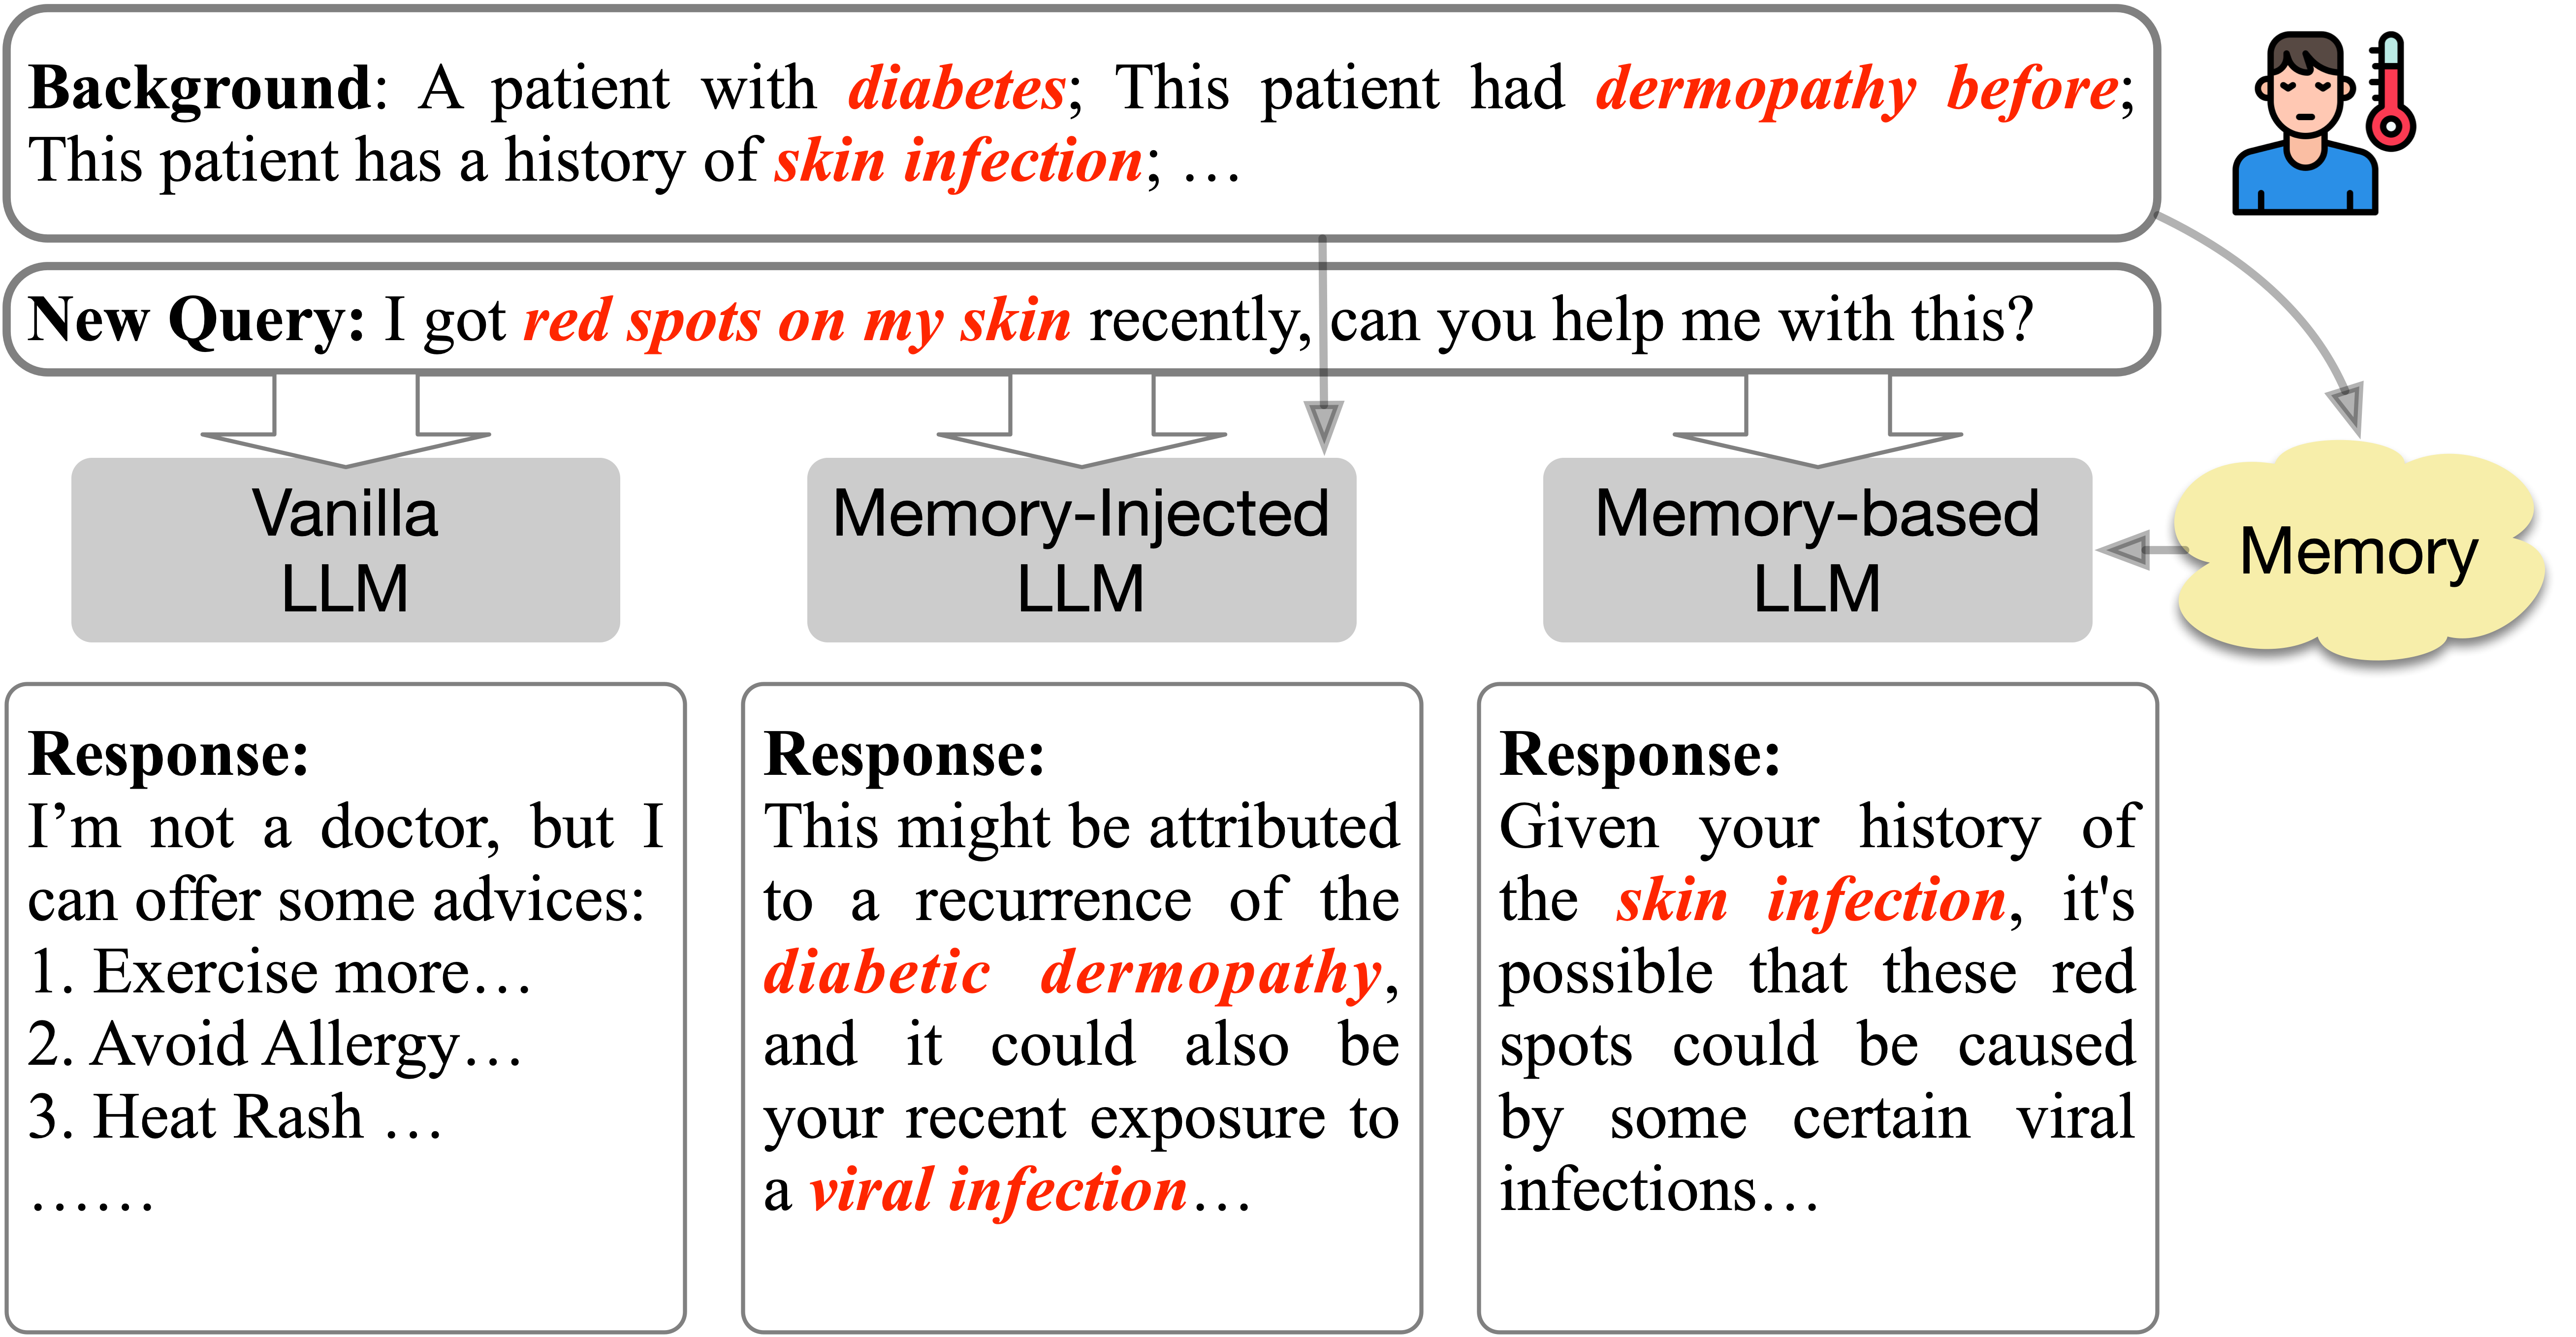 Background: A patient with diabetes; This patient had dermopathy before;
This patient has a history of skin infection; …
New Query: I got red spots on my skin recently, can you help me with this?
Vanilla
LLM
Memory-Injected
LLM
Memory-based
LLM
Memory
Response:
I’m not a doctor, but I
can offer some advices:
1. Exercise more…
2. Avoid Allergy…
3. Heat Rash …
……
Response:
This might be attributed
to a recurrence of the
diabetic dermopathy,
and it could also be
your recent exposure to
a viral infection…
Response:
Given your history of
the skin infection, it's
possible that these red
spots could be caused
by some certain viral
infections…